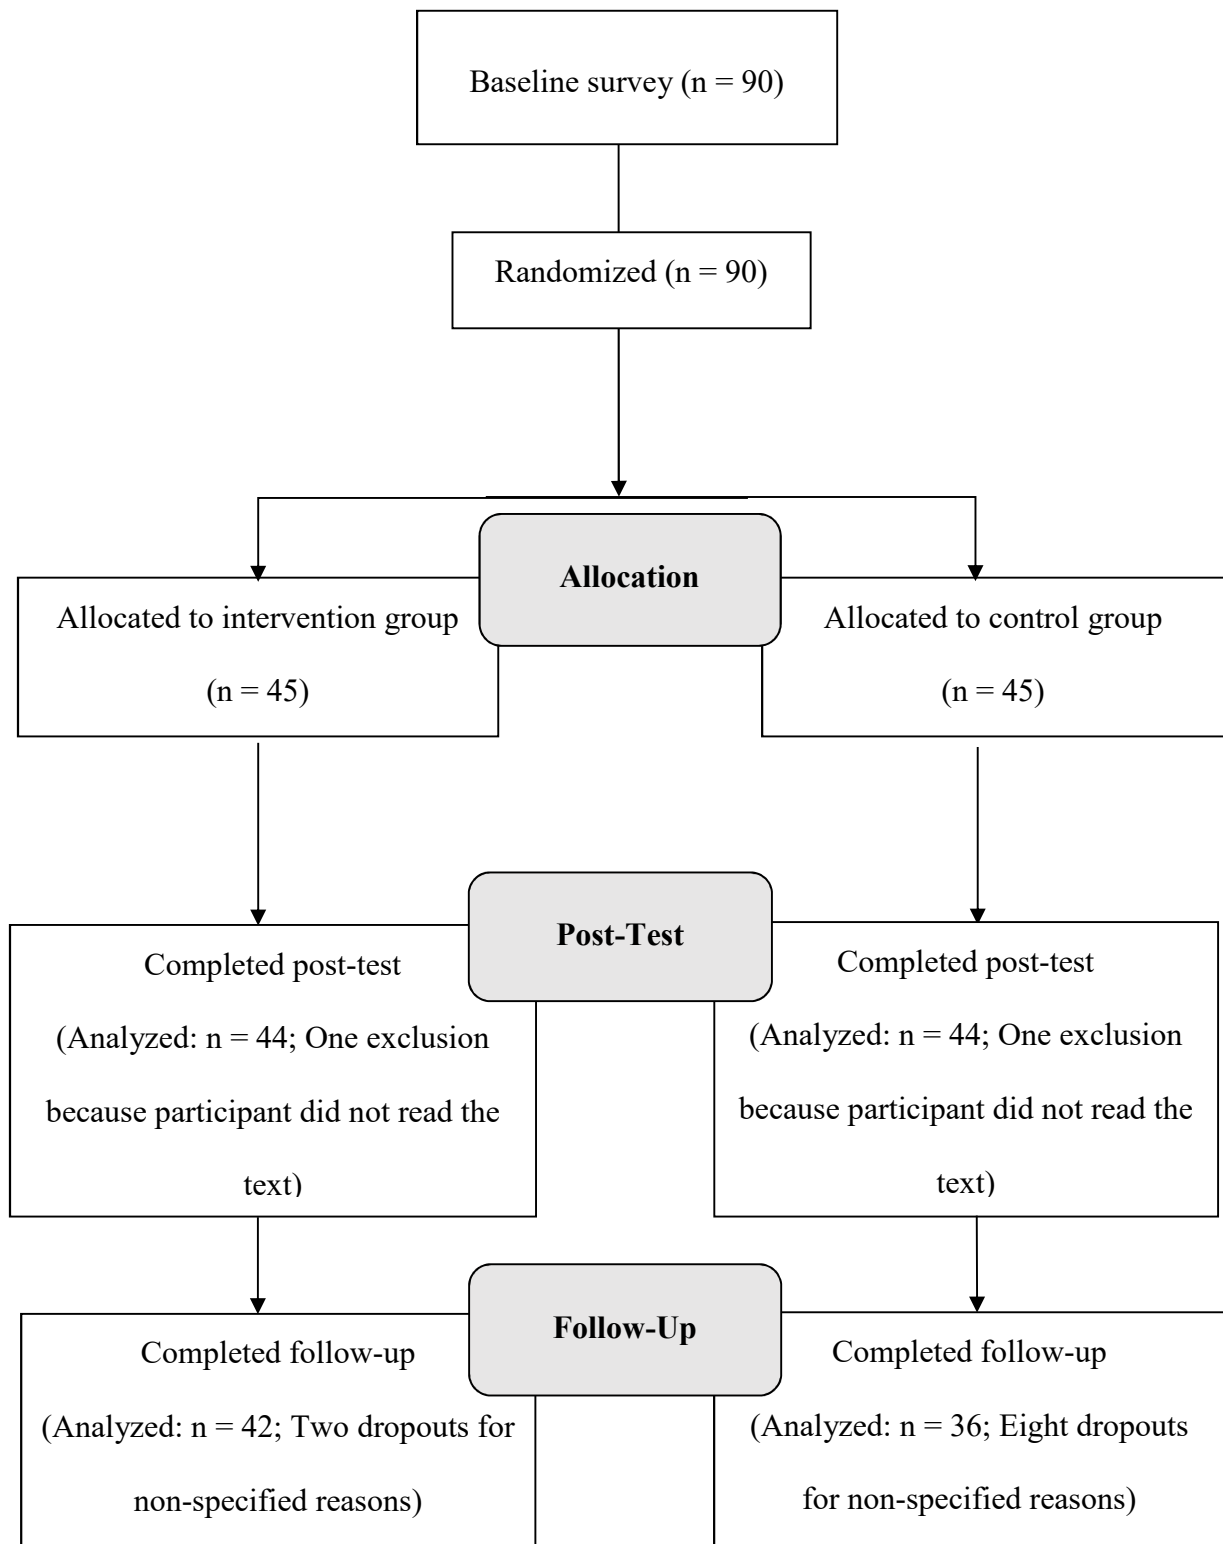 Baseline survey (n = 90)
Randomized (n = 90)
Allocation
Allocated to intervention group
(n = 45)
Allocated to control group
(n = 45)
Post-Test
Completed post-test
(Analyzed: n = 44; One exclusion
because participant did not read the
text)
Completed post-test
(Analyzed: n = 44; One exclusion
because participant did not read the
text)
Follow-Up
Completed follow-up
(Analyzed: n = 42; Two dropouts for
non-specified reasons)
Completed follow-up
(Analyzed: n = 36; Eight dropouts
for non-specified reasons)